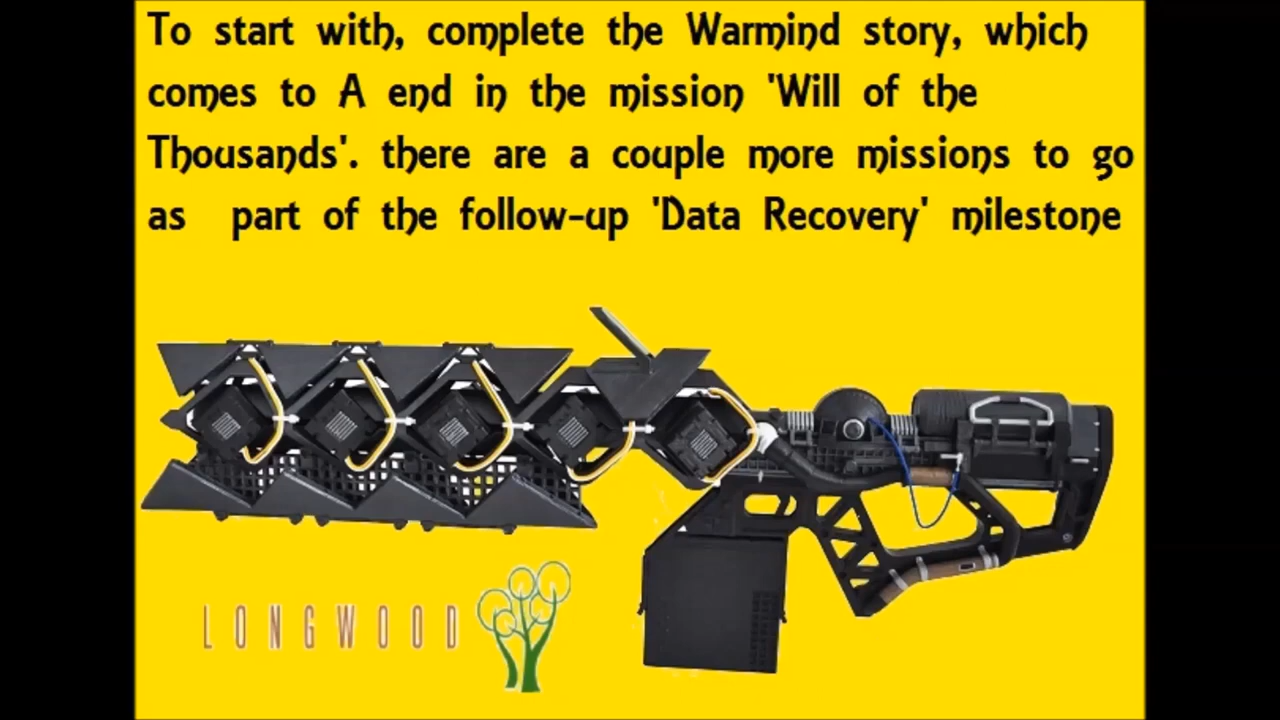 To start with, complete the Warmind story, which
comes to A end in the mission 'Will of the
Thousands'. there are a couple more missions to go
as part of the follow-up 'Data Recovery' milestone
LONGWOOD